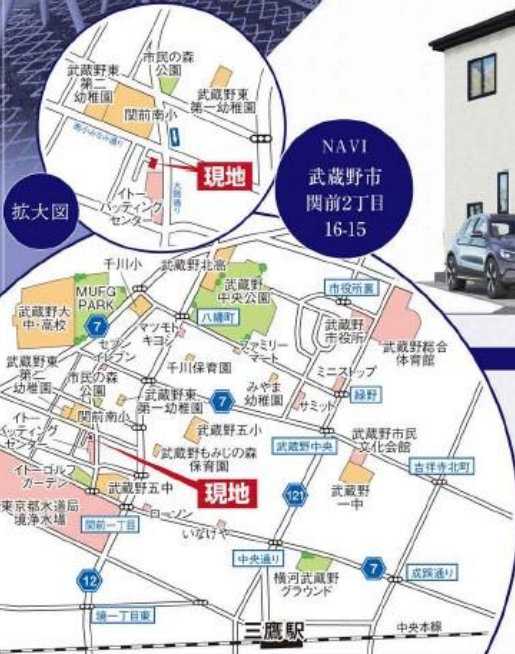 市民の森
公園
武蔵野東
第二
幼稚園
武蔵野東
第一幼稚園
関前南小
現地
大師通り
イトー
バッティング
センター
拡大図
NAVI
武蔵野市
関前2丁目
16-15
千川小
武蔵野北高
MUFG
PARK
武蔵野大
中・高校
7
八幡町
武蔵野
中央公園
市役所裏
武蔵野
市役所
武蔵野総合
体育館
マツモト
キヨシ
セブン
イレブン
ファミリー
マート
千川保育園
ミニストップ
武蔵野東
第二
幼稚園
市民の森
公園
武蔵野東
第一幼稚園
7
みやま
幼稚園
サミット
緑野
イトー
バッティング
センター
関前南小
武蔵野五小
武蔵野もみじの森
保育園
武蔵野中央
武蔵野市民
文化会館
吉祥寺北町
イトーゴルフ
ガーデン
武蔵野五中
現地
武蔵野
一中
東京都水道局
境浄水場
関前一丁目
ローソン
いなげや
121
中央通り
12
横河武蔵野
グラウンド
7
成蹊通り
境一丁目東
三鷹駅
中央本線